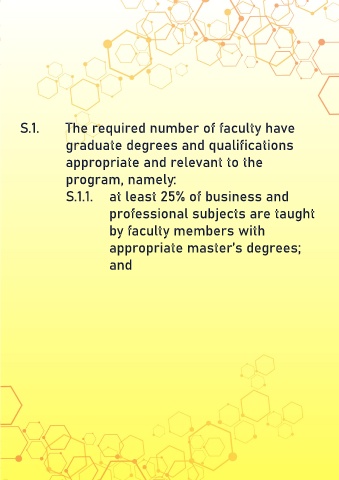 S.1. The required number of faculty have
graduate degrees and qualifications
appropriate and relevant to the
program, namely:
S.1.1. at least 25% of business and
professional subjects are taught
by faculty members with
appropriate master's degrees;
and